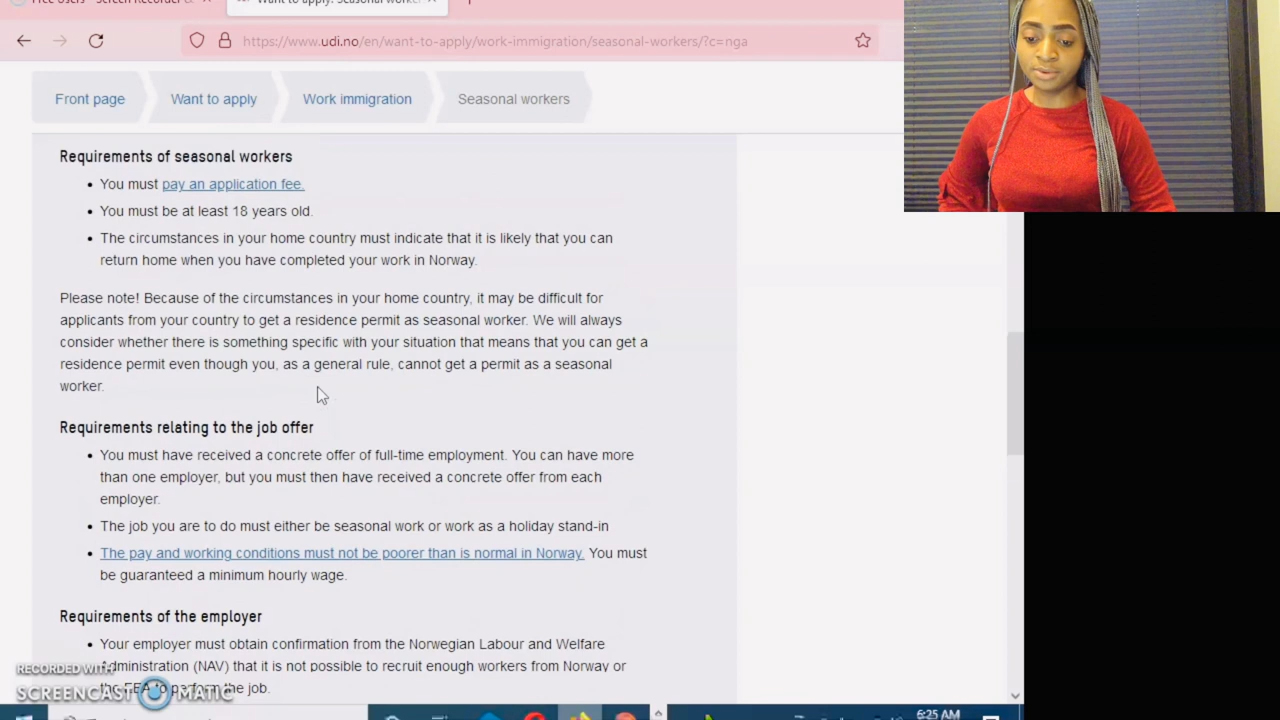 https://www.udi.no/en/want-to-apply/work-immigration/seasonal-workers/?c=nga
Front page
Want to apply
Work immigration
Seasonal workers
Requirements of seasonal workers
• You must pay an application fee.
• You must be at least 18 years old.
• The circumstances in your home country must indicate that it is likely that you can
return home when you have completed your work in Norway.
Please note! Because of the circumstances in your home country, it may be difficult for
applicants from your country to get a residence permit as seasonal worker. We will always
consider whether there is something specific with your situation that means that you can get a
residence permit even though you, as a general rule, cannot get a permit as a seasonal
worker.
Requirements relating to the job offer
• You must have received a concrete offer of full-time employment. You can have more
than one employer, but you must then have received a concrete offer from each
employer.
• The job you are to do must either be seasonal work or work as a holiday stand-in
• The pay and working conditions must not be poorer than is normal in Norway. You must
be guaranteed a minimum hourly wage.
Requirements of the employer
• Your employer must obtain confirmation from the Norwegian Labour and Welfare
Administration (NAV) that it is not possible to recruit enough workers from Norway or
the EEA to perform the job.
RECORDED WITH
SCREENCAST MATIC
6:25 AM